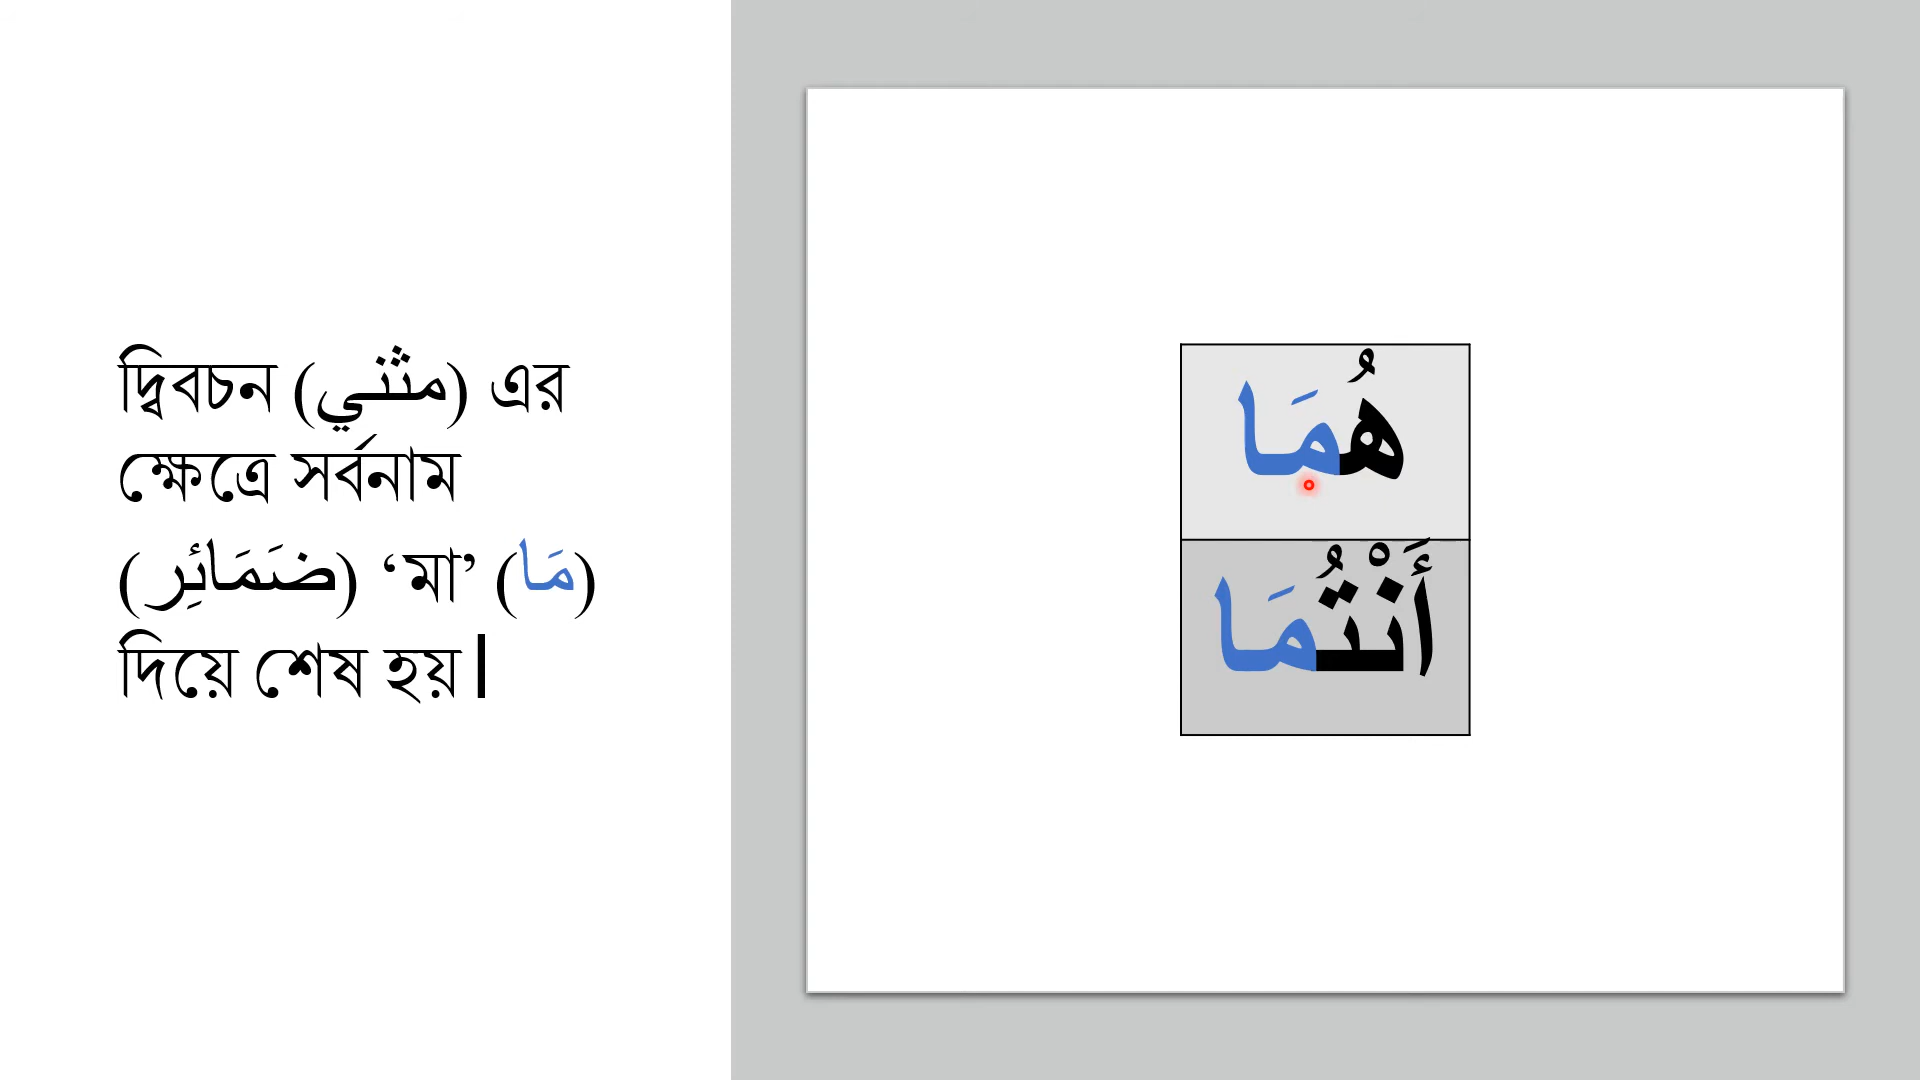 দ্বিবচন (مثني) এর
ক্ষেত্রে সর্বনাম
(ضَمَائِر) ‘মা’ (مَا)
দিয়ে শেষ হয়।
هُمَا
أَنْتُمَا